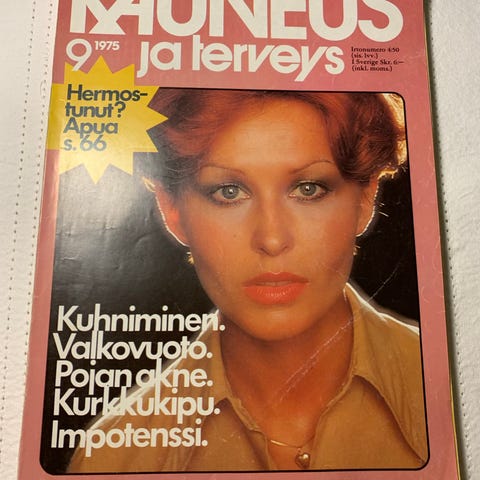 KAUNEUS
9 1975
ja terveys
Irtonumero 4:50
(sis. lvv.)
I Sverige Skr. 6:—
(inkl. moms.)
Hermos-
tunut?
Apua
s. 66
Kuhniminen.
Valkovuoto.
Pojan akne.
Kurkkukipu.
Impotenssi.